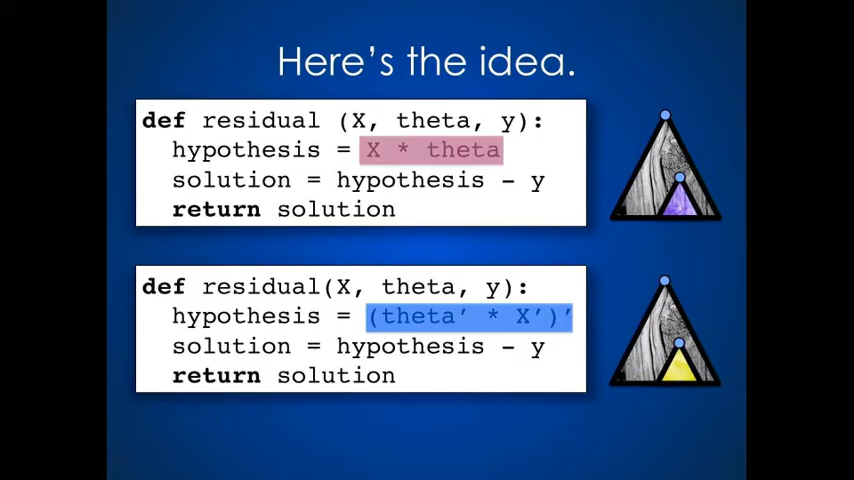 Here's the idea.
def residual (X, theta, y):
hypothesis = X * theta
solution = hypothesis - y
return solution
def residual(X, theta, y):
hypothesis = (theta’ * X’)’
solution = hypothesis - y
return solution